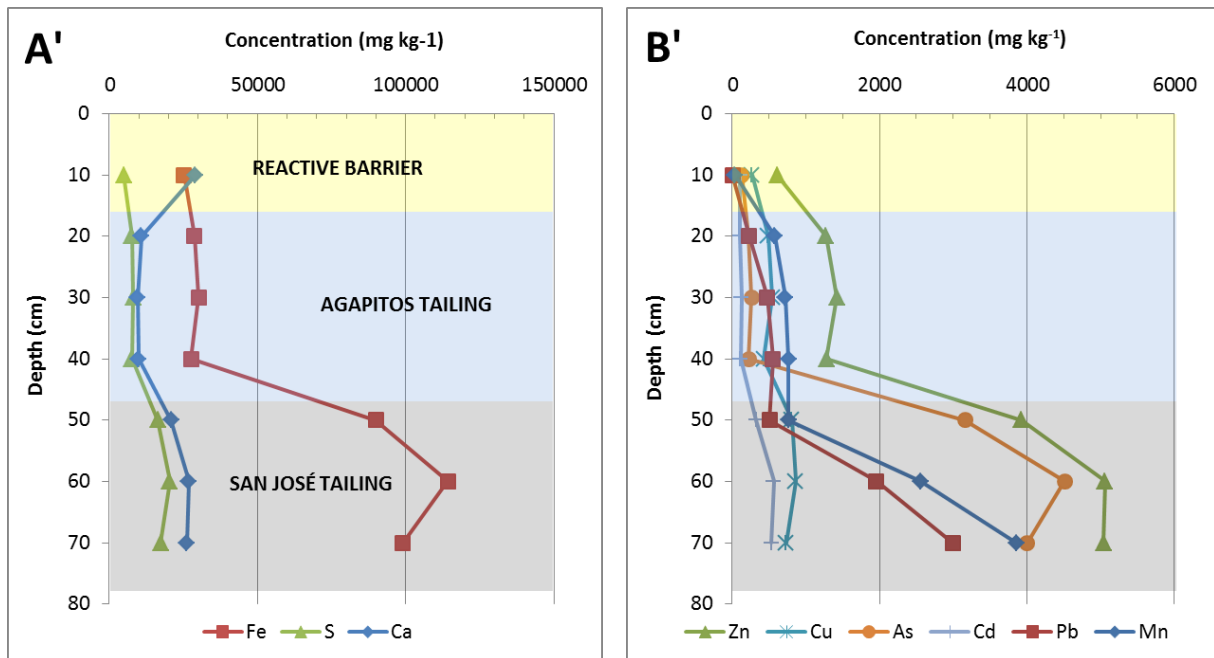 A'
Concentration (mg kg-1)
0 50000 100000 150000
0
10
20
30
40
50
60
70
80
Depth (cm)
REACTIVE BARRIER
AGAPITOS TAILING
SAN JOSÉ TAILING
Fe S Ca
B'
Concentration (mg kg⁻¹)
0 2000 4000 6000
0
10
20
30
40
50
60
70
80
Depth (cm)
Zn Cu As Cd Pb Mn